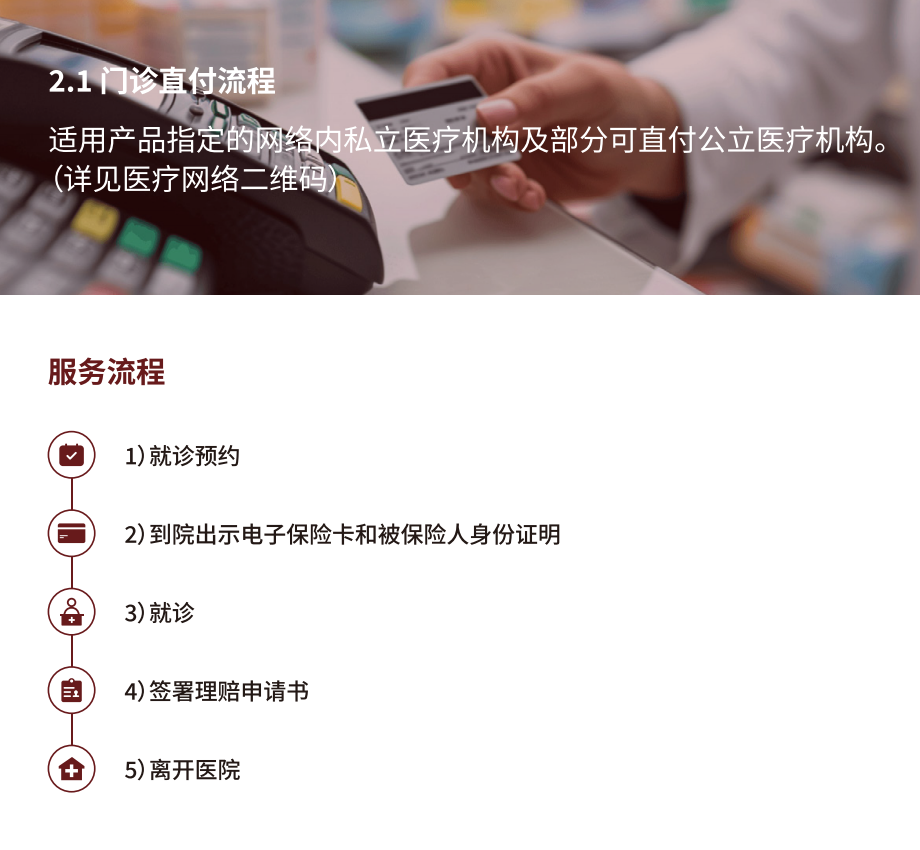 2.1 门诊直付流程
适用产品指定的网络内私立医疗机构及部分可直付公立医疗机构。
（详见医疗网络二维码）
服务流程
1）就诊预约
2）到院出示电子保险卡和被保险人身份证明
3）就诊
4）签署理赔申请书
5）离开医院